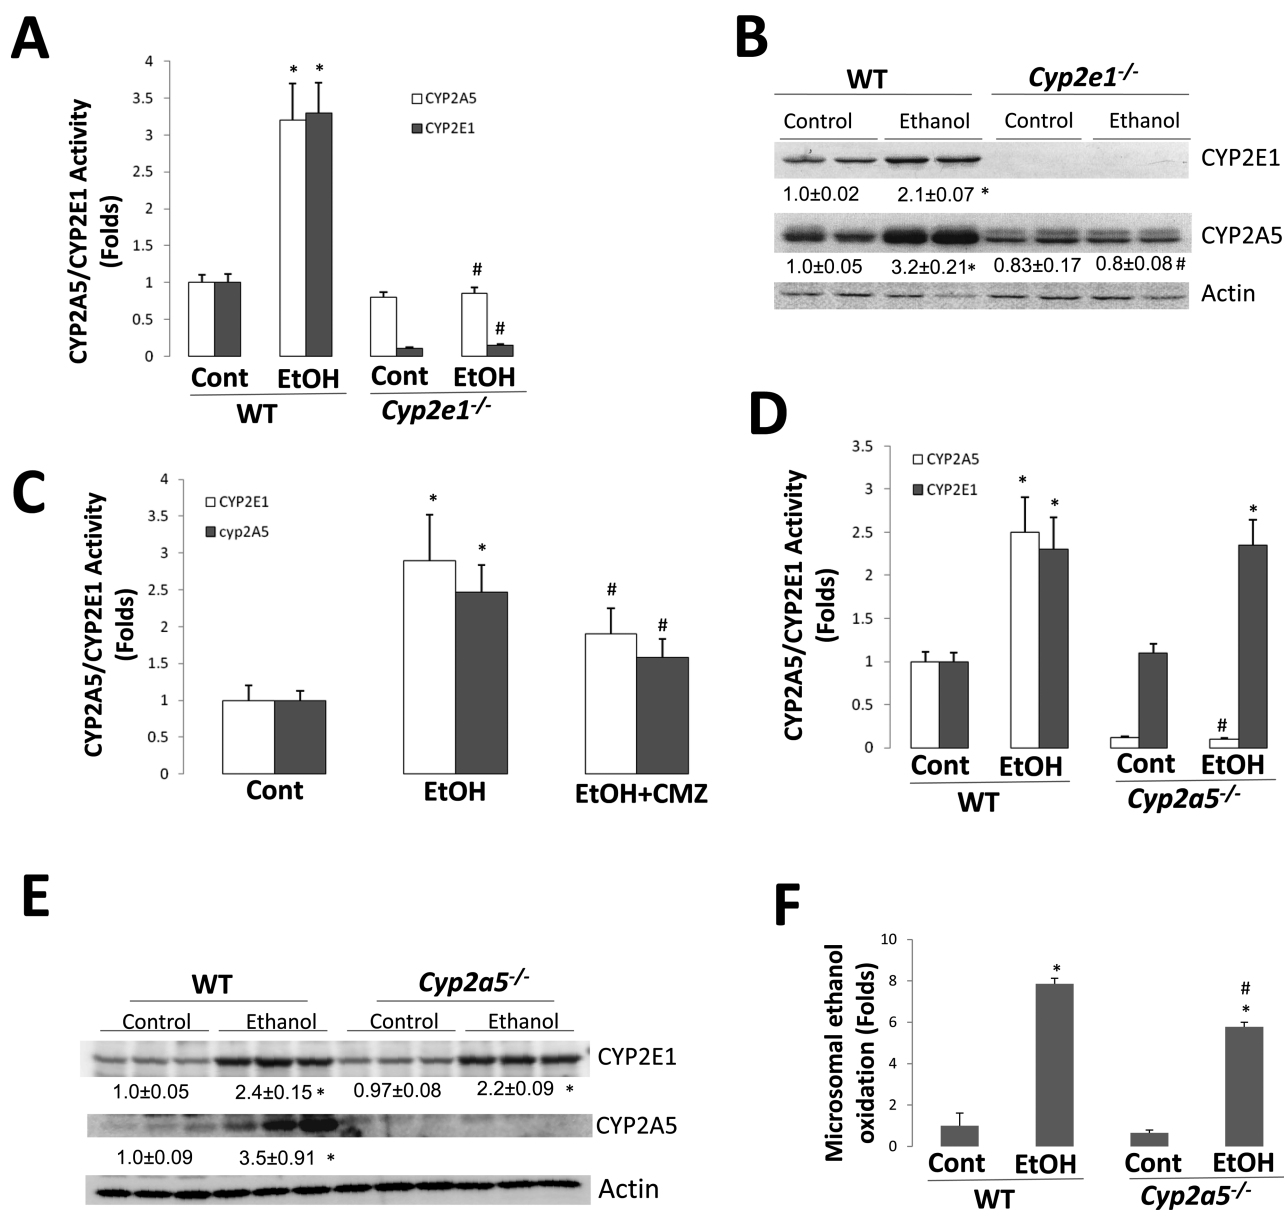 A
CYP2A5/CYP2E1 Activity
(Folds)
4
3.5
3
2.5
2
1.5
1
0.5
0
* *
# #
CYP2A5
CYP2E1
Cont EtOH Cont EtOH
WT Cyp2e1-/-
B
WT Cyp2e1-/-
Control Ethanol Control Ethanol
CYP2E1
1.0±0.02 2.1±0.07 *
CYP2A5
1.0±0.05 3.2±0.21* 0.83±0.17 0.8±0.08#
Actin
C
CYP2A5/CYP2E1 Activity
(Folds)
4
3.5
3
2.5
2
1.5
1
0.5
0
CYP2E1
cyp2A5
* *
# #
Cont EtOH EtOH+CMZ
D
CYP2A5/CYP2E1 Activity
(Folds)
3.5
3
2.5
2
1.5
1
0.5
0
CYP2A5
CYP2E1
* * *
#
Cont EtOH Cont EtOH
WT Cyp2a5-/-
E
WT Cyp2a5-/-
Control Ethanol Control Ethanol
CYP2E1
1.0±0.05 2.4±0.15 * 0.97±0.08 2.2±0.09 *
CYP2A5
1.0±0.09 3.5±0.91 *
Actin
F
Microsomal ethanol
oxidation (Folds)
10
8
6
4
2
0
*
#
*
Cont EtOH Cont EtOH
WT Cyp2a5-/-